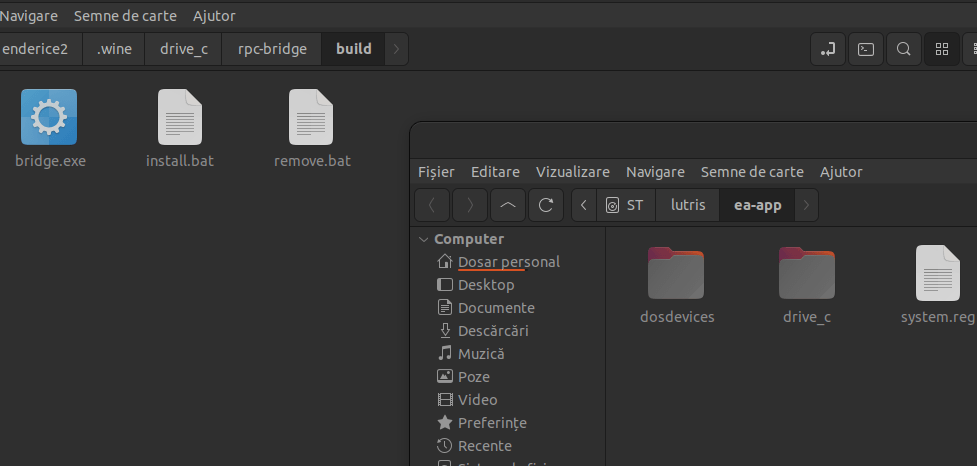 Navigare Semne de carte Ajutor
enderice2 .wine drive_c rpc-bridge build
bridge.exe install.bat remove.bat
Fișier Editare Vizualizare Navigare Semne de carte Ajutor
ST lutris ea-app
Computer
Dosar personal
Desktop
Documente
Descărcări
Muzică
Poze
Video
Preferințe
Recente
dosdevices drive_c system.reg